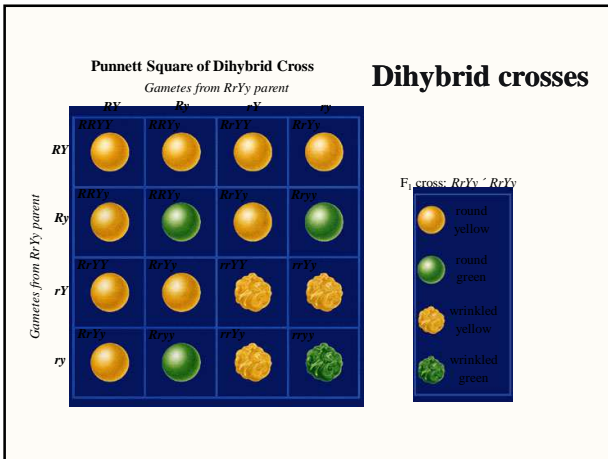 Punnett Square of Dihybrid Cross
Gametes from RrYy parent
Dihybrid crosses
RY Ry rY ry
Gametes from RrYy parent
RY RRYY RRYy RrYY RrYy
Ry RRYy RRYy RrYy Rryy
rY RrYY RrYy rrYY rrYy
ry RrYy Rryy rrYy rryy
F₁ cross: RrYy ´ RrYy
round
yellow
round
green
wrinkled
yellow
wrinkled
green